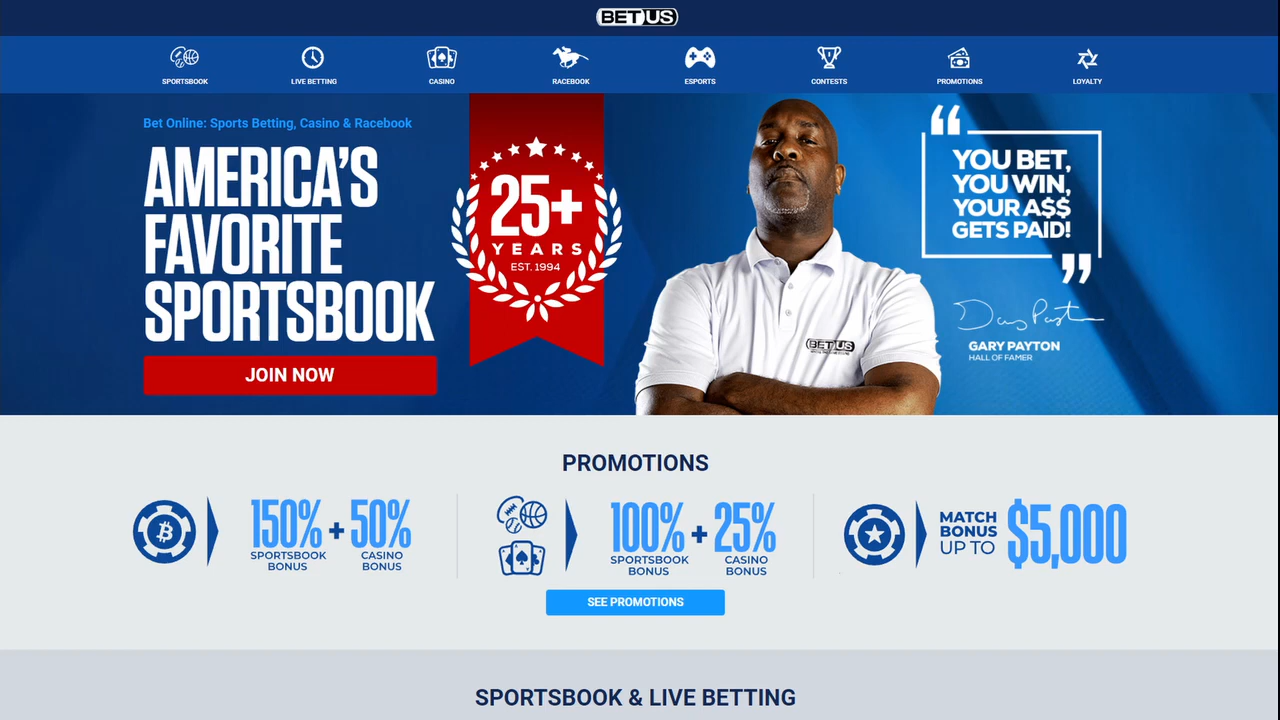 BETUS
SPORTSBOOK
LIVE BETTING
CASINO
RACEBOOK
ESPORTS
CONTESTS
PROMOTIONS
LOYALTY
Bet Online: Sports Betting, Casino & Racebook
AMERICA'S
FAVORITE
SPORTSBOOK
JOIN NOW
25+
YEARS
EST. 1994
BETUS
“
YOU BET,
YOU WIN,
YOUR A$$
GETS PAID!
”
Gary Payton
GARY PAYTON
HALL OF FAMER
PROMOTIONS
150% + 50%
SPORTSBOOK BONUS
CASINO BONUS
100% + 25%
SPORTSBOOK BONUS
CASINO BONUS
MATCH
BONUS
UP TO
$5,000
SEE PROMOTIONS
SPORTSBOOK & LIVE BETTING